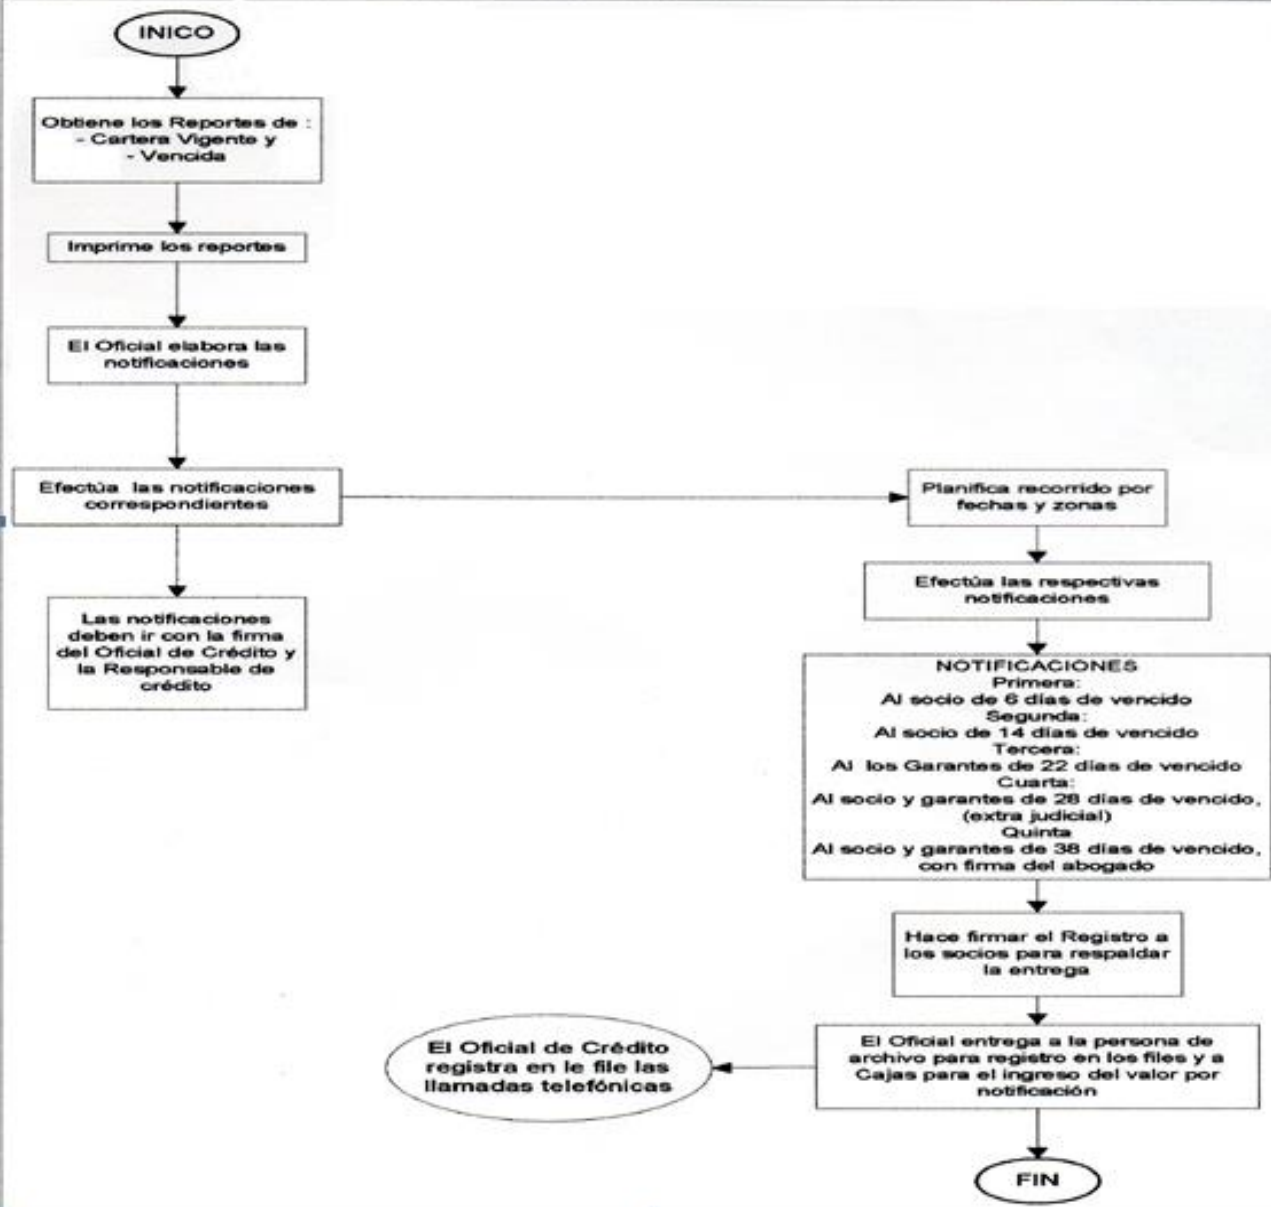 INICO
Obtiene los Reportes de :
- Cartera Vigente y
- Vencida
Imprime los reportes
El Oficial elabora las
notificaciones
Efectúa las notificaciones
correspondientes
Las notificaciones
deben ir con la firma
del Oficial de Crédito y
la Responsable de
crédito
Planifica recorrido por
fechas y zonas
Efectúa las respectivas
notificaciones
NOTIFICACIONES
Primera:
Al socio de 6 días de vencido
Segunda:
Al socio de 14 días de vencido
Tercera:
Al los Garantes de 22 días de vencido
Cuarta:
Al socio y garantes de 28 días de vencido,
(extra judicial)
Quinta
Al socio y garantes de 38 días de vencido,
con firma del abogado
Hace firmar el Registro a
los socios para respaldar
la entrega
El Oficial entrega a la persona de
archivo para registro en los files y a
Cajas para el ingreso del valor por
notificación
El Oficial de Crédito
registra en le file las
llamadas telefónicas
FIN